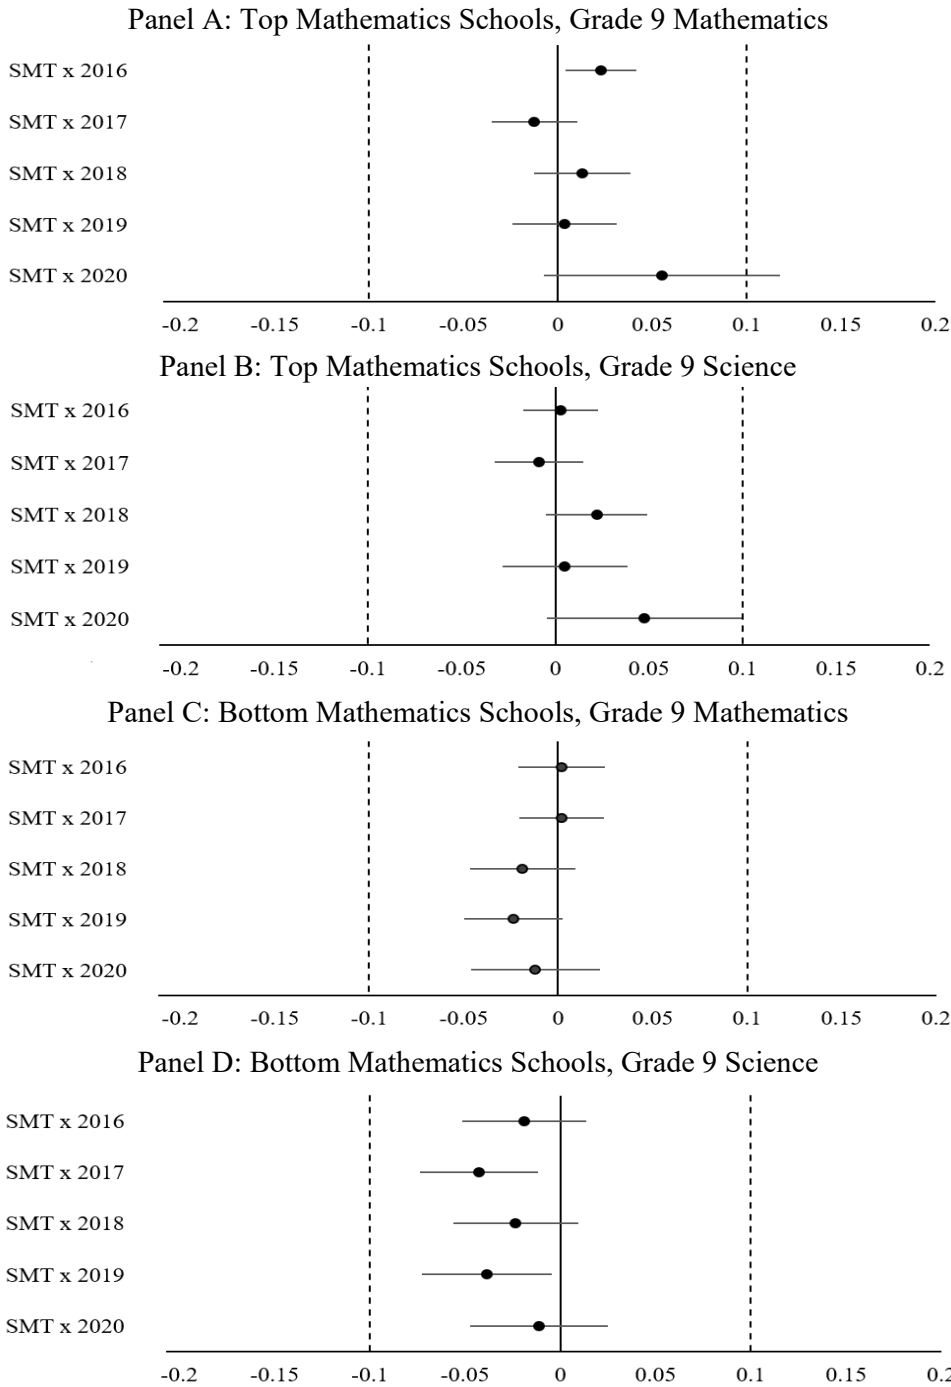 Panel A: Top Mathematics Schools, Grade 9 Mathematics
SMT x 2016
SMT x 2017
SMT x 2018
SMT x 2019
SMT x 2020
-0.2 -0.15 -0.1 -0.05 0 0.05 0.1 0.15 0.2
Panel B: Top Mathematics Schools, Grade 9 Science
SMT x 2016
SMT x 2017
SMT x 2018
SMT x 2019
SMT x 2020
-0.2 -0.15 -0.1 -0.05 0 0.05 0.1 0.15 0.2
Panel C: Bottom Mathematics Schools, Grade 9 Mathematics
SMT x 2016
SMT x 2017
SMT x 2018
SMT x 2019
SMT x 2020
-0.2 -0.15 -0.1 -0.05 0 0.05 0.1 0.15 0.2
Panel D: Bottom Mathematics Schools, Grade 9 Science
SMT x 2016
SMT x 2017
SMT x 2018
SMT x 2019
SMT x 2020
-0.2 -0.15 -0.1 -0.05 0 0.05 0.1 0.15 0.2